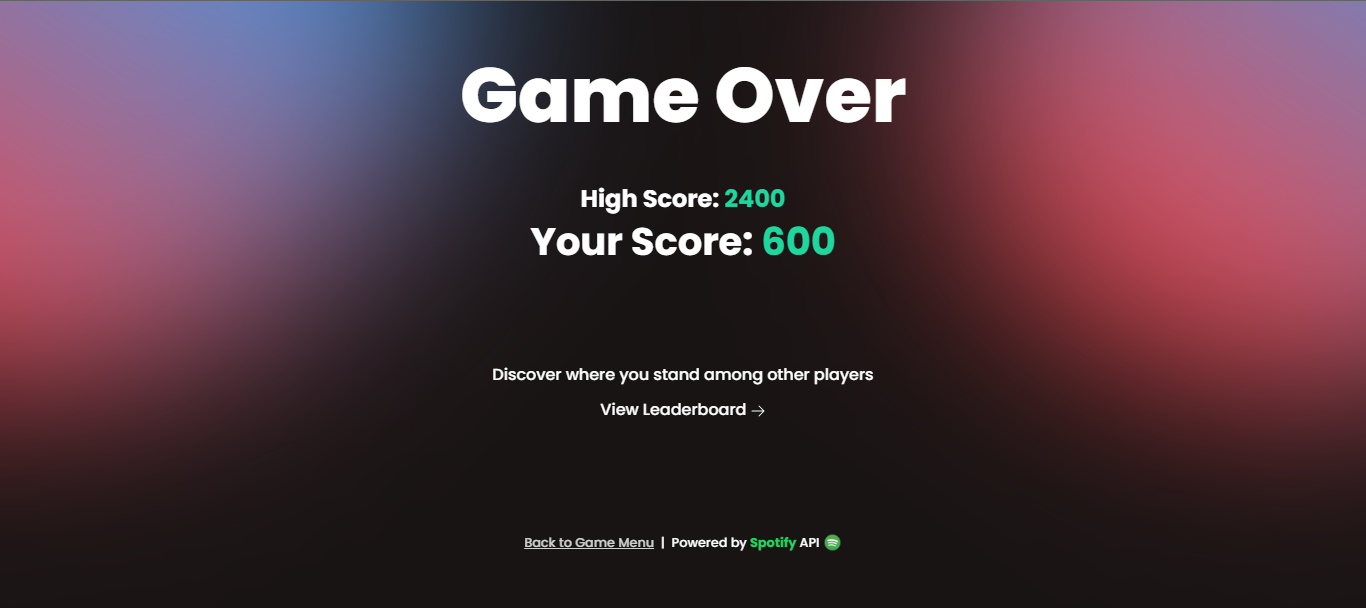 Game Over
High Score: 2400
Your Score: 600
Discover where you stand among other players
View Leaderboard →
Back to Game Menu | Powered by Spotify API